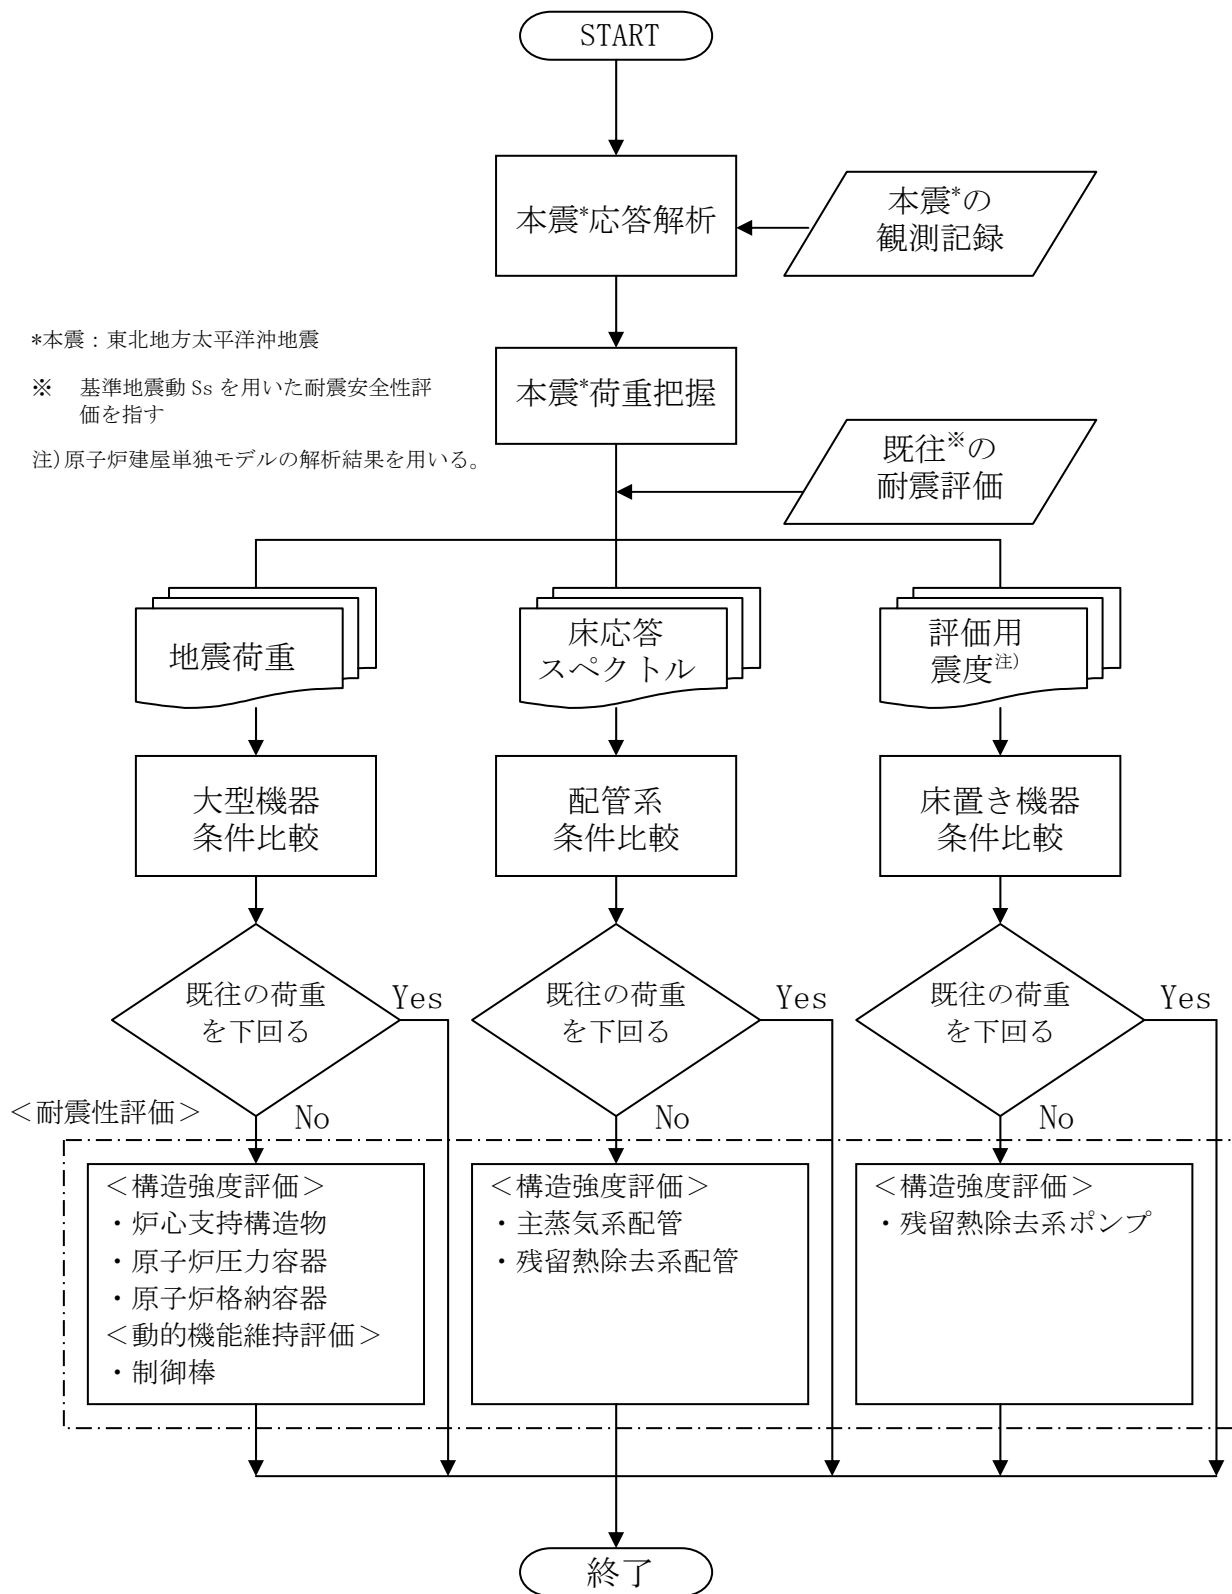 START
本震*応答解析
本震*の
観測記録
*本震：東北地方太平洋沖地震
※ 基準地震動 Ss を用いた耐震安全性評
価を指す
注)原子炉建屋単独モデルの解析結果を用いる。
本震*荷重把握
既往※の
耐震評価
地震荷重
床応答
スペクトル
評価用
震度注)
大型機器
条件比較
配管系
条件比較
床置き機器
条件比較
既往の荷重
を下回る
Yes
既往の荷重
を下回る
Yes
既往の荷重
を下回る
Yes
＜耐震性評価＞
No
No
No
＜構造強度評価＞
・炉心支持構造物
・原子炉圧力容器
・原子炉格納容器
＜動的機能維持評価＞
・制御棒
＜構造強度評価＞
・主蒸気系配管
・残留熱除去系配管
＜構造強度評価＞
・残留熱除去系ポンプ
終了